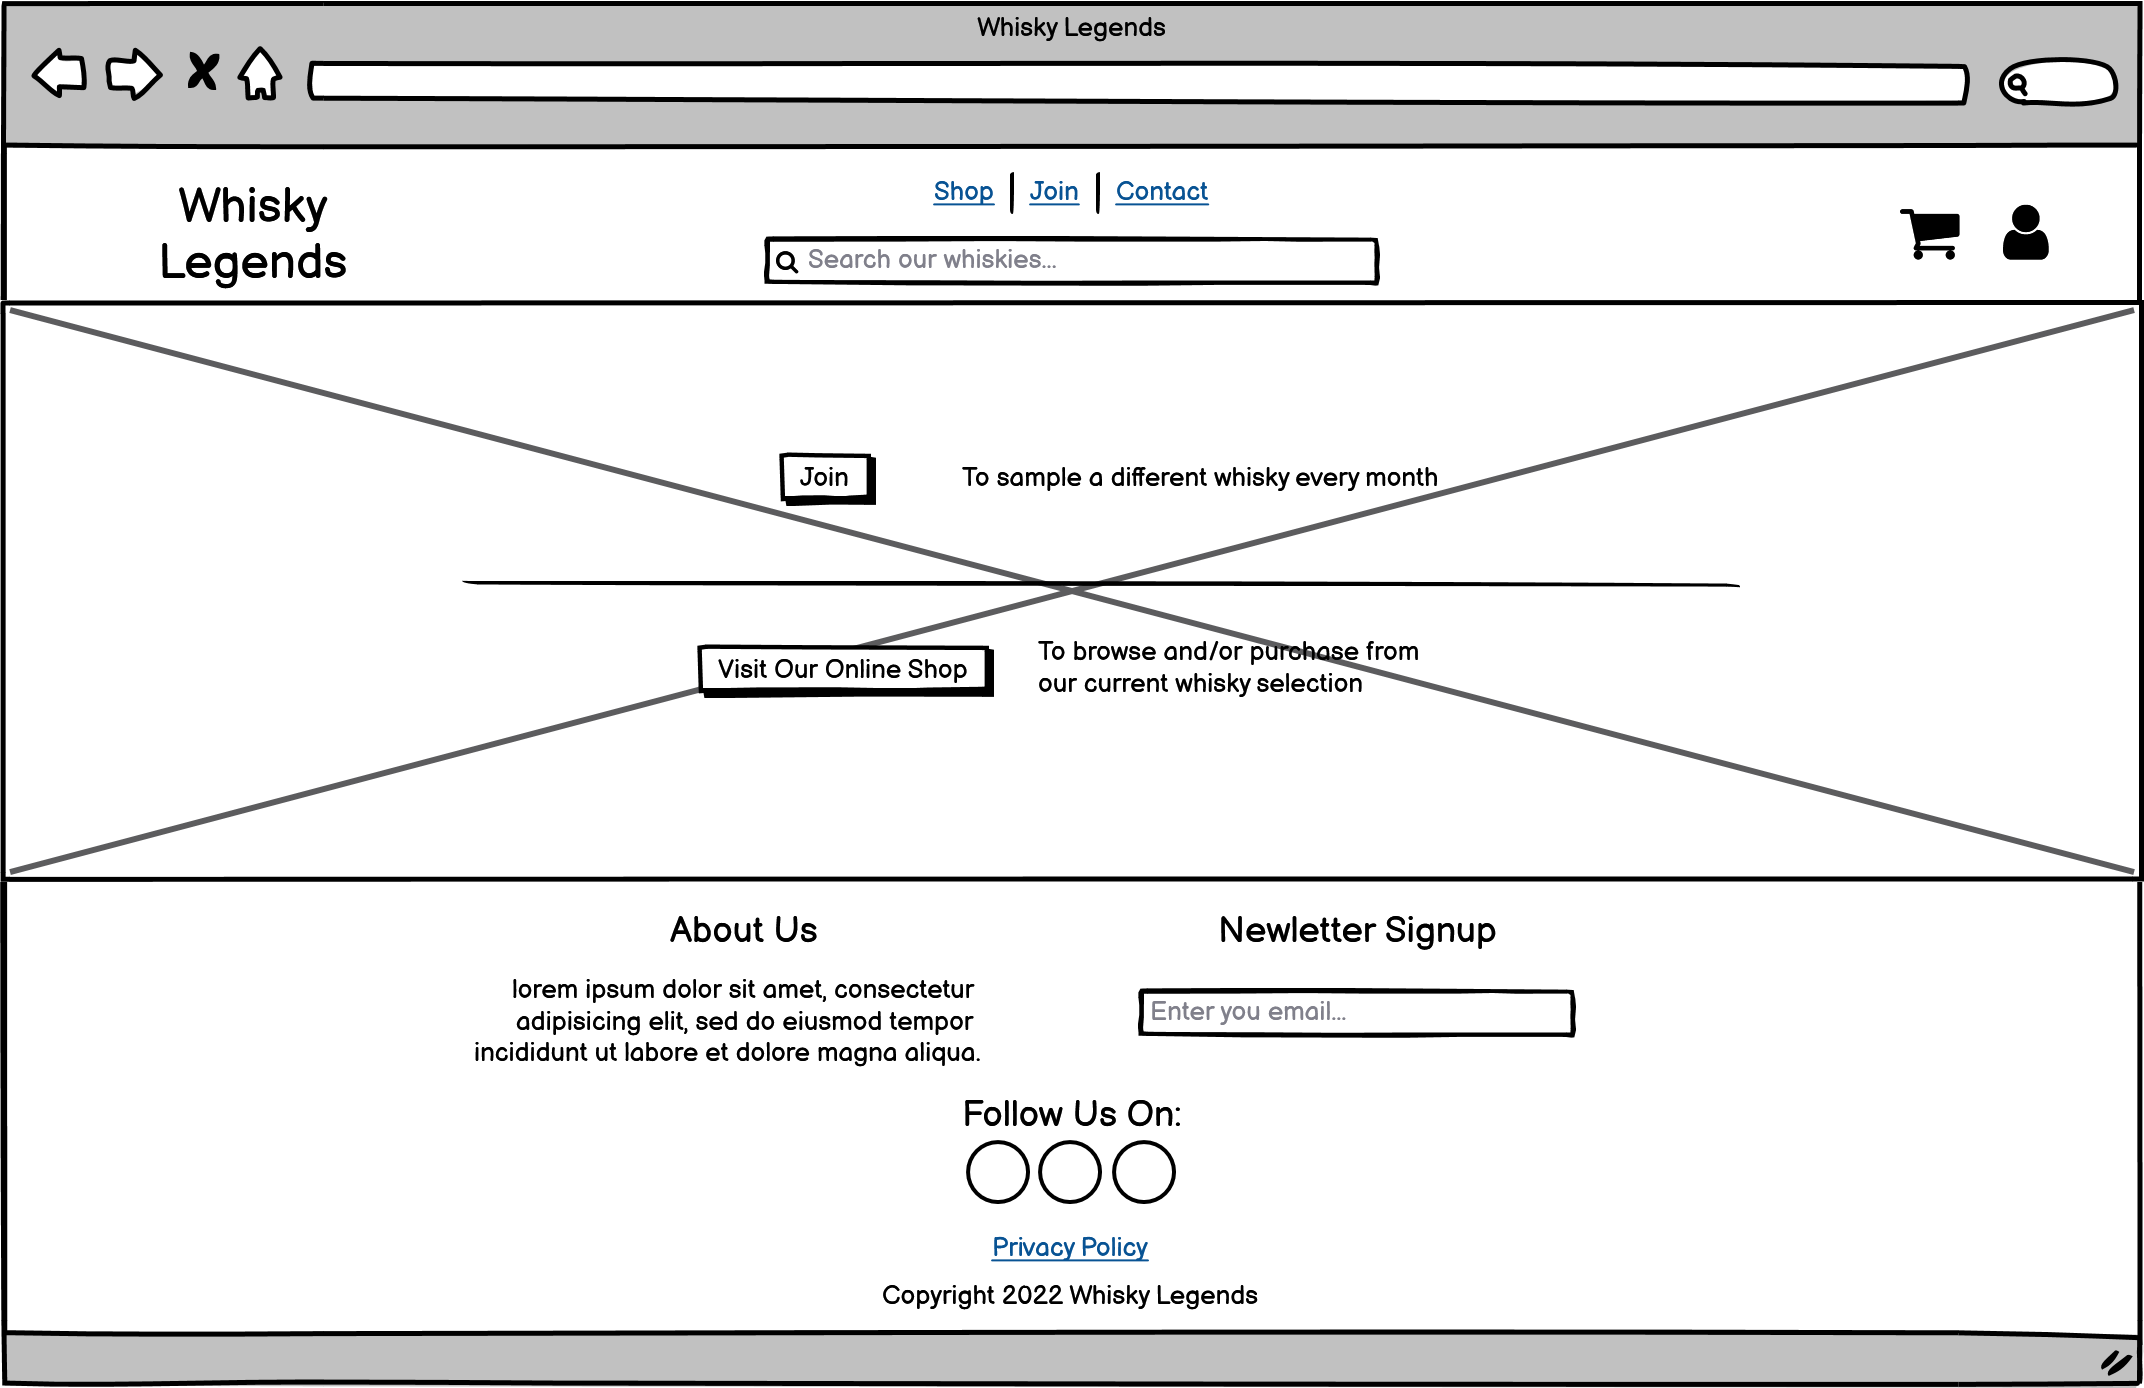 Whisky Legends
Whisky
Legends
Shop
Join
Contact
Search our whiskies...
Join
To sample a different whisky every month
Visit Our Online Shop
To browse and/or purchase from
our current whisky selection
About Us
lorem ipsum dolor sit amet, consectetur
adipisicing elit, sed do eiusmod tempor
incididunt ut labore et dolore magna aliqua.
Newletter Signup
Enter you email...
Follow Us On:
Privacy Policy
Copyright 2022 Whisky Legends